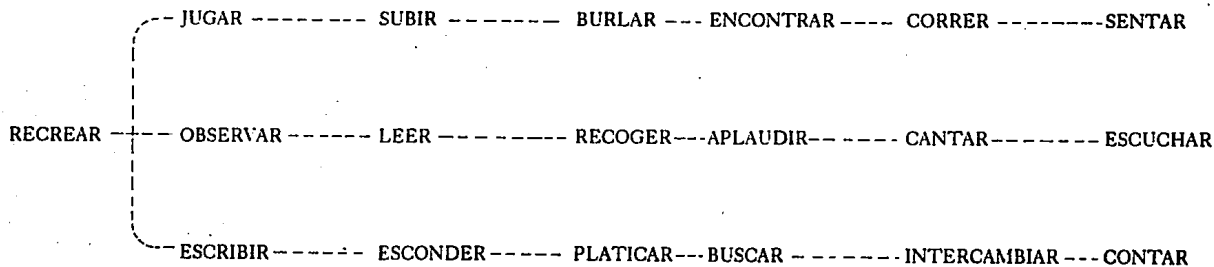 JUGAR SUBIR BURLAR ENCONTRAR CORRER SENTAR
RECREAR OBSERVAR LEER RECOGER APLAUDIR CANTAR ESCUCHAR
ESCRIBIR ESCONDER PLATICAR BUSCAR INTERCAMBIAR CONTAR